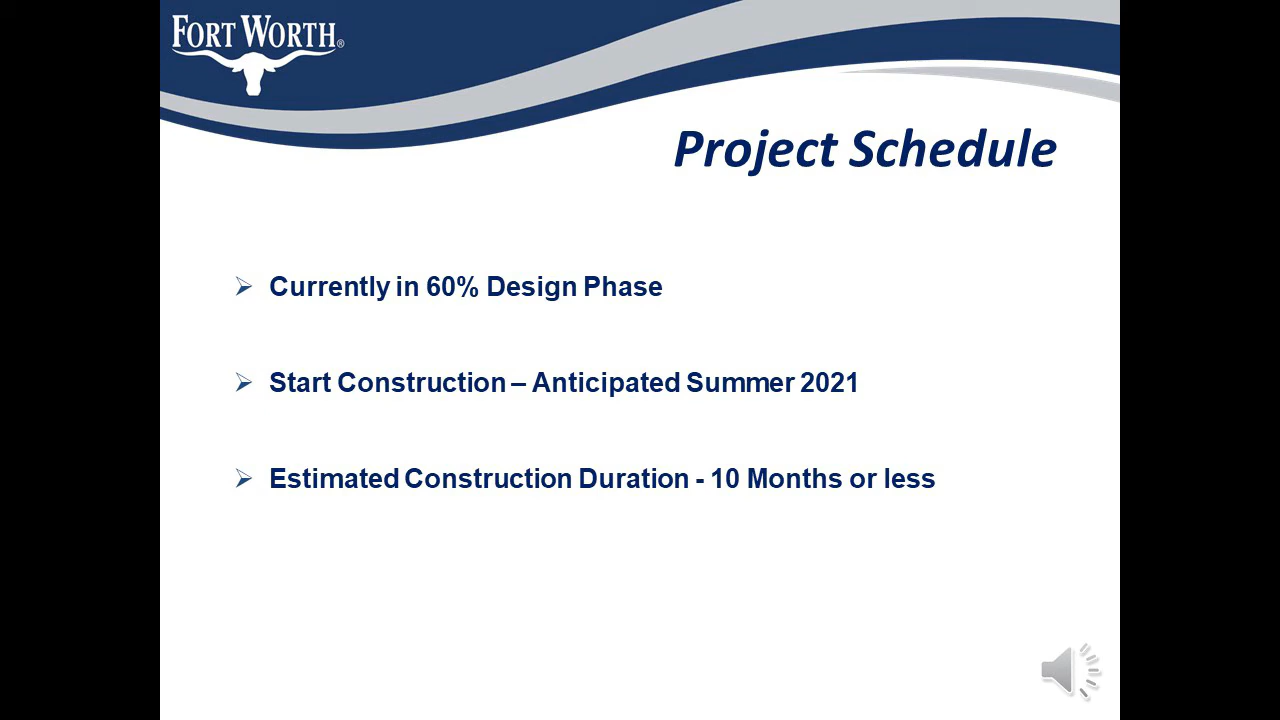 FORT WORTH®
Project Schedule
Currently in 60% Design Phase
Start Construction – Anticipated Summer 2021
Estimated Construction Duration - 10 Months or less